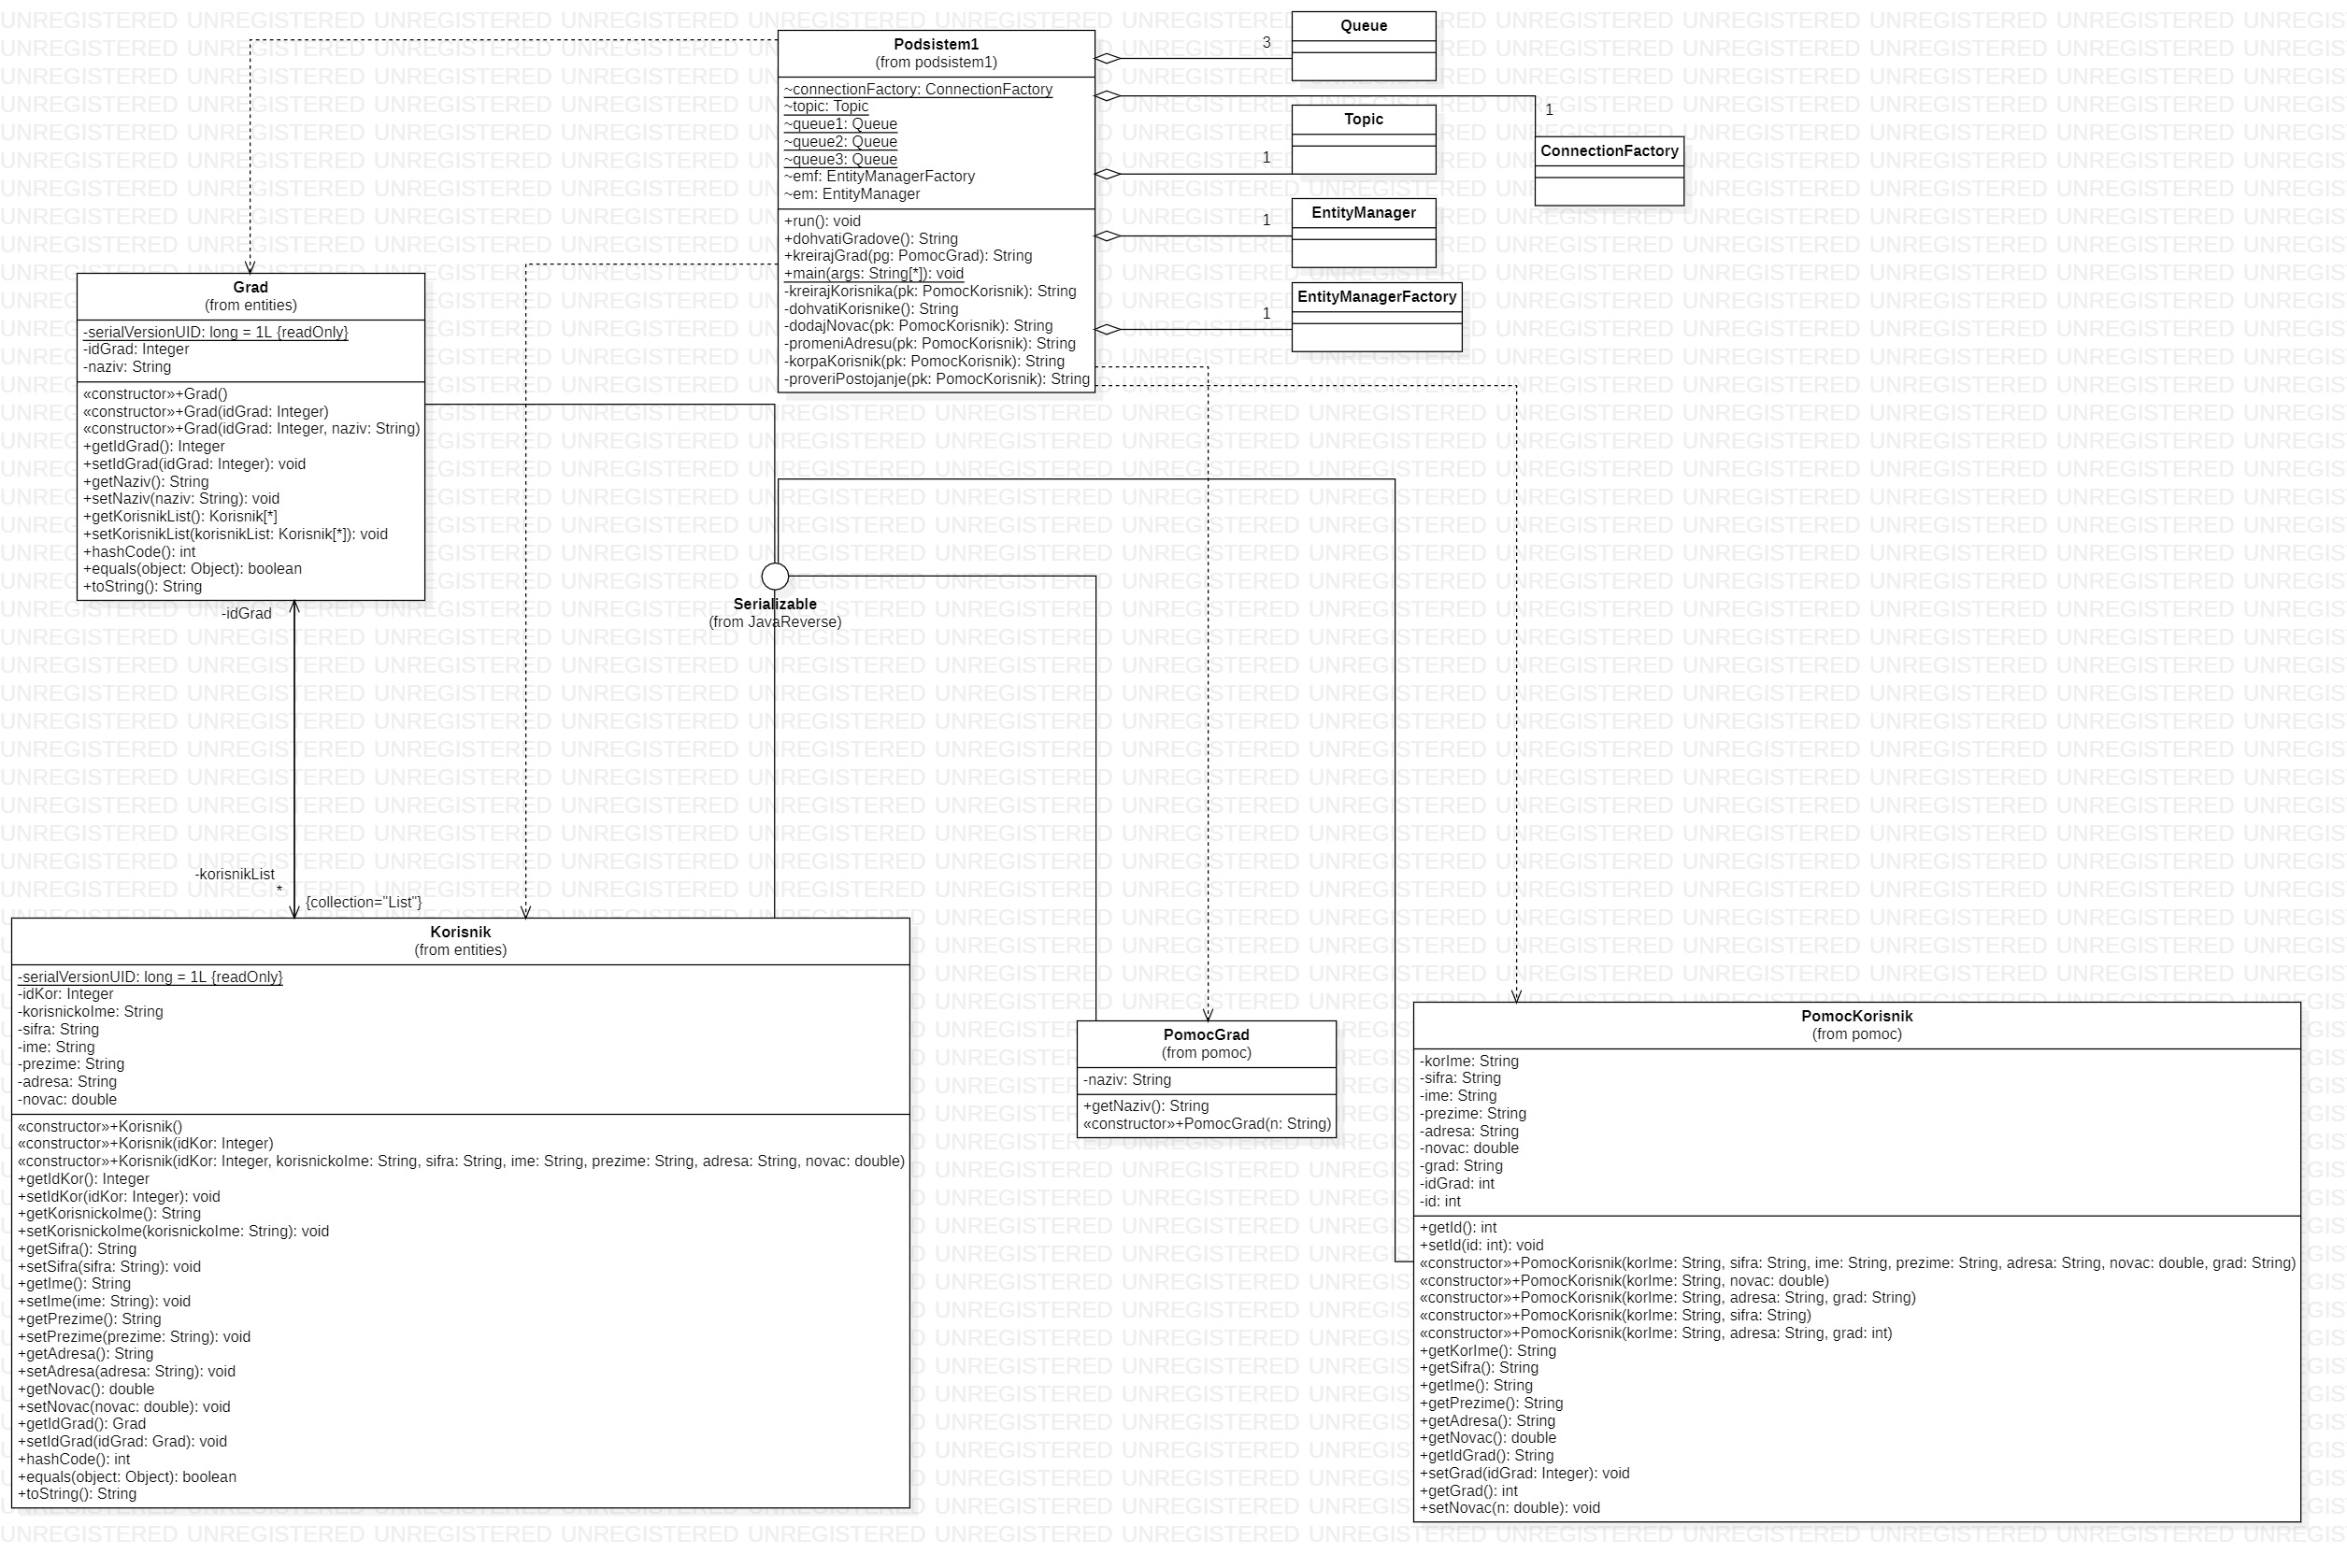 Queue
3
Podsistem1
(from podsistem1)
~connectionFactory: ConnectionFactory
~topic: Topic
~queue1: Queue
~queue2: Queue
~queue3: Queue
~emf: EntityManagerFactory
~em: EntityManager
+run(): void
+dohvatiGradove(): String
+kreirajGrad(pg: PomocGrad): String
+main(args: String[*]): void
-kreirajKorisnika(pk: PomocKorisnik): String
-dohvatiKorisnike(): String
-dodajNovac(pk: PomocKorisnik): String
-promeniAdresu(pk: PomocKorisnik): String
-korpaKorisnik(pk: PomocKorisnik): String
-proveriPostojanje(pk: PomocKorisnik): String
1
Topic
1
ConnectionFactory
1
EntityManager
1
EntityManagerFactory
Grad
(from entities)
-serialVersionUID: long = 1L {readOnly}
-idGrad: Integer
-naziv: String
«constructor»+Grad()
«constructor»+Grad(idGrad: Integer)
«constructor»+Grad(idGrad: Integer, naziv: String)
+getIdGrad(): Integer
+setIdGrad(idGrad: Integer): void
+getNaziv(): String
+setNaziv(naziv: String): void
+getKorisnikList(): Korisnik[*]
+setKorisnikList(korisnikList: Korisnik[*]): void
+hashCode(): int
+equals(object: Object): boolean
+toString(): String
-idGrad
Serializable
(from JavaReverse)
-korisnikList
*
{collection="List"}
Korisnik
(from entities)
-serialVersionUID: long = 1L {readOnly}
-idKor: Integer
-korisnickoIme: String
-sifra: String
-ime: String
-prezime: String
-adresa: String
-novac: double
«constructor»+Korisnik()
«constructor»+Korisnik(idKor: Integer)
«constructor»+Korisnik(idKor: Integer, korisnickoIme: String, sifra: String, ime: String, prezime: String, adresa: String, novac: double)
+getIdKor(): Integer
+setIdKor(idKor: Integer): void
+getKorisnickoIme(): String
+setKorisnickoIme(korisnickoIme: String): void
+getSifra(): String
+setSifra(sifra: String): void
+getIme(): String
+setIme(ime: String): void
+getPrezime(): String
+setPrezime(prezime: String): void
+getAdresa(): String
+setAdresa(adresa: String): void
+getNovac(): double
+setNovac(novac: double): void
+getIdGrad(): Grad
+setIdGrad(idGrad: Grad): void
+hashCode(): int
+equals(object: Object): boolean
+toString(): String
PomocGrad
(from pomoc)
-naziv: String
+getNaziv(): String
«constructor»+PomocGrad(n: String)
PomocKorisnik
(from pomoc)
-korIme: String
-sifra: String
-ime: String
-prezime: String
-adresa: String
-novac: double
-grad: String
-idGrad: int
-id: int
+getId(): int
+setId(id: int): void
«constructor»+PomocKorisnik(korIme: String, sifra: String, ime: String, prezime: String, adresa: String, novac: double, grad: String)
«constructor»+PomocKorisnik(korIme: String, novac: double)
«constructor»+PomocKorisnik(korIme: String, adresa: String, grad: String)
«constructor»+PomocKorisnik(korIme: String, sifra: String)
«constructor»+PomocKorisnik(korIme: String, adresa: String, grad: int)
+getKorIme(): String
+getSifra(): String
+getIme(): String
+getPrezime(): String
+getAdresa(): String
+getNovac(): double
+getIdGrad(): String
+setGrad(idGrad: Integer): void
+getGrad(): int
+setNovac(n: double): void